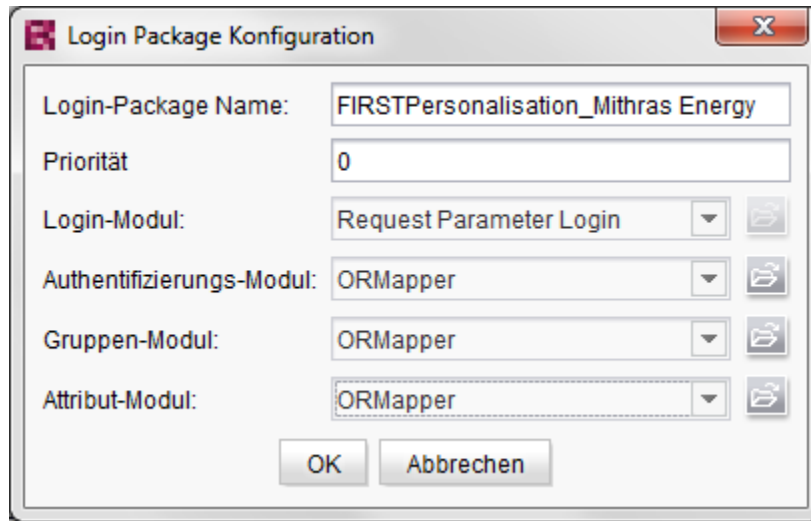 Login Package Konfiguration
Login-Package Name: FIRSTPersonalisation_Mithras Energy
Priorität 0
Login-Modul: Request Parameter Login
Authentifizierungs-Modul: ORMapper
Gruppen-Modul: ORMapper
Attribut-Modul: ORMapper
OK Abbrechen